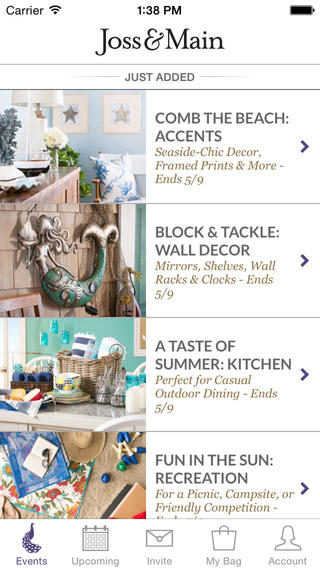 Carrier 1:38 PM
Joss&Main
JUST ADDED
COMB THE BEACH:
ACCENTS
Seaside-Chic Decor,
Framed Prints & More -
Ends 5/9
BLOCK & TACKLE:
WALL DECOR
Mirrors, Shelves, Wall
Racks & Clocks - Ends
5/9
A TASTE OF
SUMMER: KITCHEN
Perfect for Casual
Outdoor Dining - Ends
5/9
FUN IN THE SUN:
RECREATION
For a Picnic, Campsite, or
Friendly Competition -
Events Upcoming Invite My Bag Account